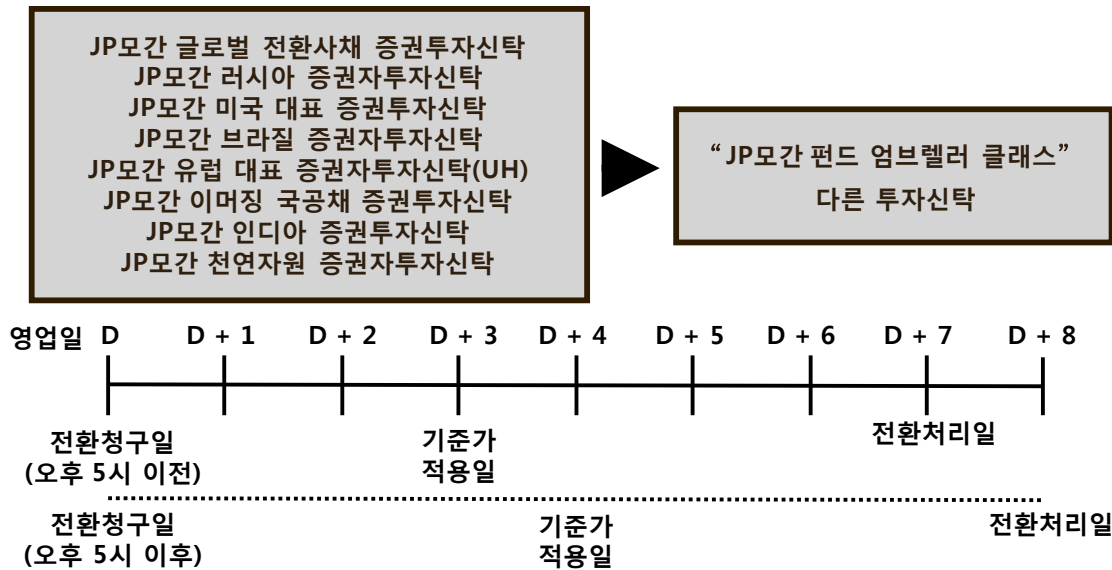 JP모간 글로벌 전환사채 증권투자신탁
JP모간 러시아 증권자투자신탁
JP모간 미국 대표 증권투자신탁
JP모간 브라질 증권자투자신탁
JP모간 유럽 대표 증권자투자신탁(UH)
JP모간 이머징 국공채 증권투자신탁
JP모간 인디아 증권투자신탁
JP모간 천연자원 증권자투자신탁
“JP모간 펀드 엄브렐러 클래스”
다른 투자신탁
영업일 D D + 1 D + 2 D + 3 D + 4 D + 5 D + 6 D + 7 D + 8
전환청구일 기준가 전환처리일
(오후 5시 이전) 적용일
전환청구일 기준가 전환처리일
(오후 5시 이후) 적용일